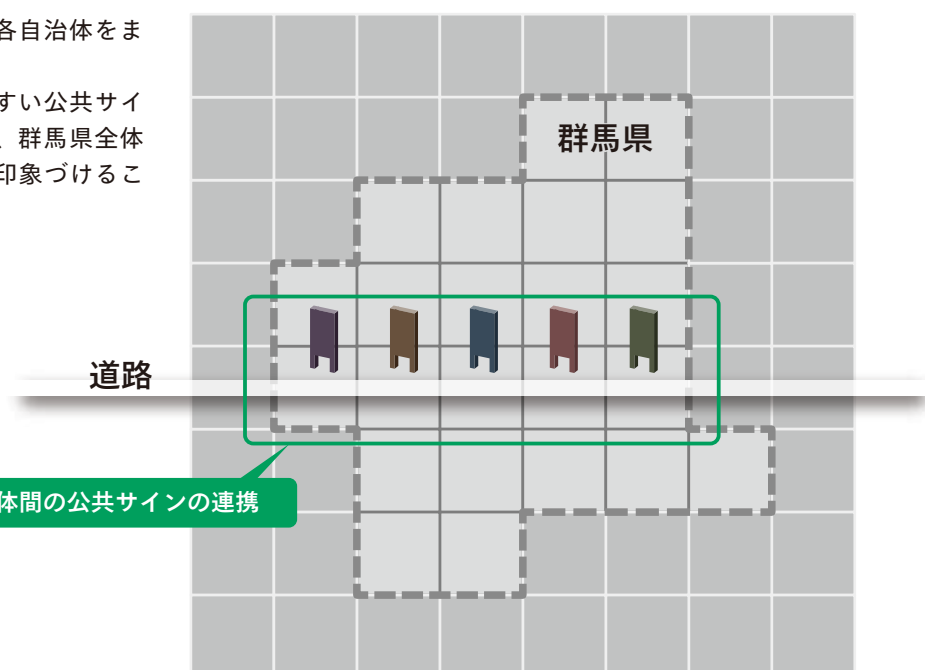 各自治体をま
すい公共サイ
、群馬県全体
印象づけるこ
群馬県
道路
体間の公共サインの連携